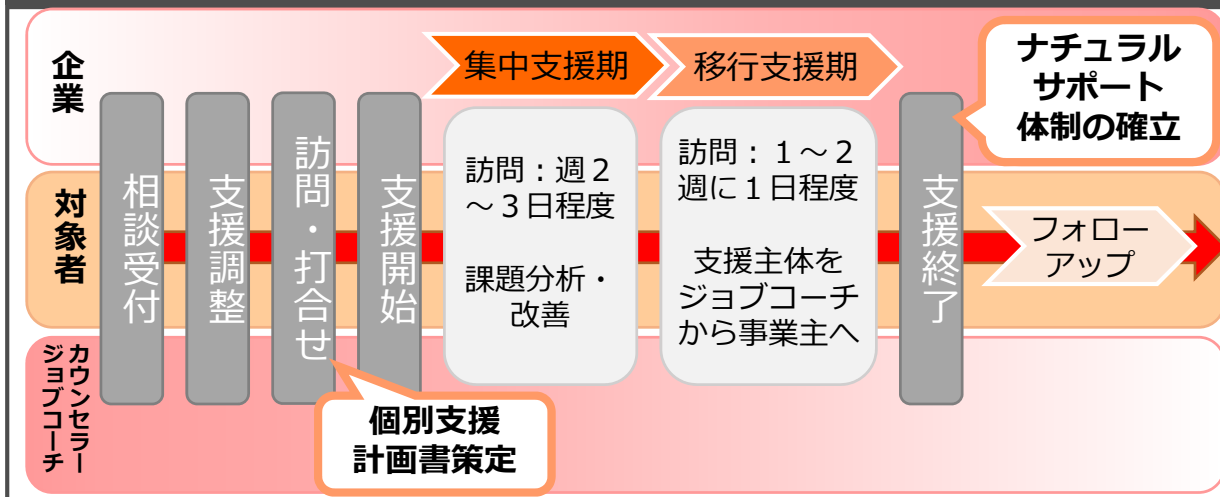 企業
集中支援期
移行支援期
ナチュラル
サポート
体制の確立
対象者
相談受付
支援調整
訪問・打合せ
支援開始
訪問：週２
～３日程度
課題分析・
改善
訪問：１～２
週に１日程度
支援主体を
ジョブコーチ
から事業主へ
支援終了
フォロー
アップ
カウンセラー
ジョブコーチ
個別支援
計画書策定